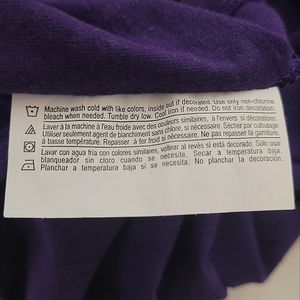 Machine wash cold with like colors, inside out if decorated. Use only non-chlorine
bleach when needed. Tumble dry low. Cool iron if needed. Do not iron decoration.
Laver à la machine à l'eau froide avec des couleurs similaires, à l'envers si décorations.
Utiliser seulement agent de blanchiment sans chlore, si nécessaire. Sécher par culbutage
à basse température. Repasser à fer froid si nécessaire. Ne pas repasser la garniture.
Lavar con agua fría con colores similares, voltear al revés si está decorado. Sólo usar
blanqueador sin cloro cuando se necesite. Secar a temperatura baja.
Planchar a temperatura baja, si se necesita. No planchar la decoración.